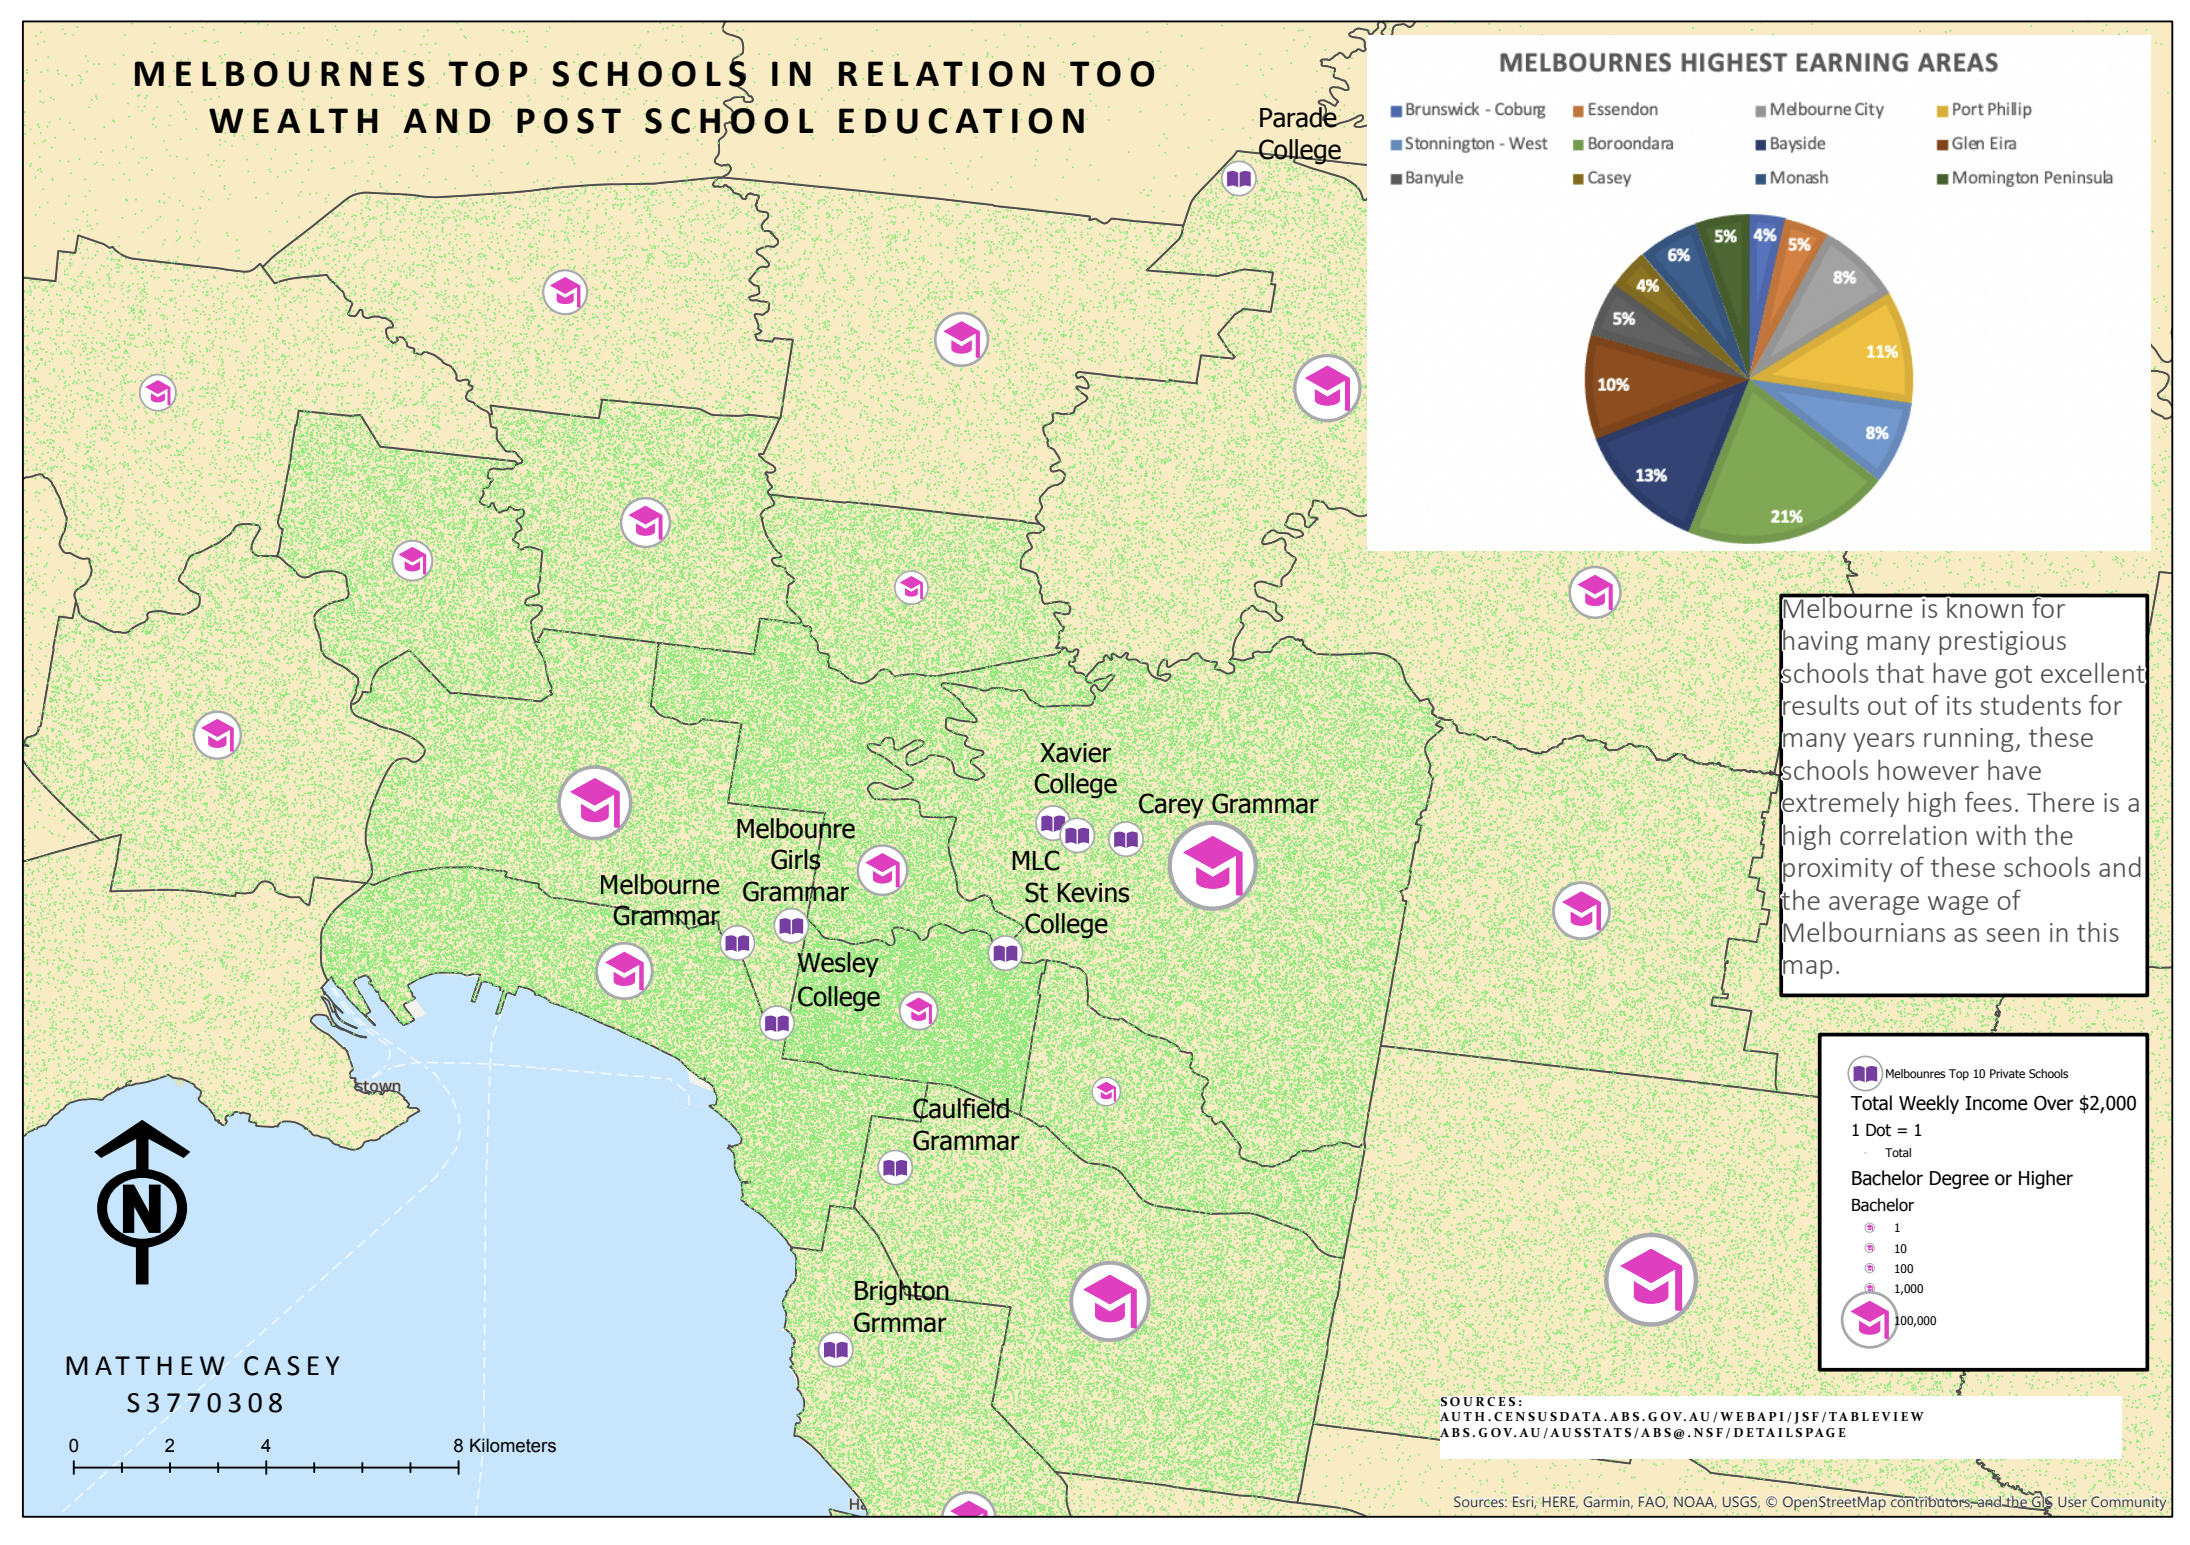 MELBOURNES TOP SCHOOLS IN RELATION TOO
WEALTH AND POST SCHOOL EDUCATION
MELBOURNES HIGHEST EARNING AREAS
Brunswick - Coburg Essendon Melbourne City Port Phillip
Stonnington - West Boroondara Bayside Glen Eira
Banyule Casey Monash Mornington Peninsula
4%
5%
8%
11%
8%
21%
13%
10%
5%
4%
6%
5%
Parade
College
Melbourne is known for
having many prestigious
schools that have got excellent
results out of its students for
many years running, these
schools however have
extremely high fees. There is a
high correlation with the
proximity of these schools and
the average wage of
Melbournians as seen in this
map.
Xavier
College
Carey Grammar
Melbounre
Girls
Grammar
MLC
Melbourne
Grammar
St Kevins
College
Wesley
College
stown
Caulfield
Grammar
Brighton
Grmmar
Melbounres Top 10 Private Schools
Total Weekly Income Over $2,000
1 Dot = 1
Total
Bachelor Degree or Higher
Bachelor
1
10
100
1,000
100,000
N
MATTHEW CASEY
S3770308
0 2 4 8 Kilometers
SOURCES:
AUTH.CENSUSDATA.ABS.GOV.AU/WEBAPI/JSF/TABLEVIEW
ABS.GOV.AU/AUSSTATS/ABS@.NSF/DETAILSPAGE
Sources: Esri, HERE, Garmin, FAO, NOAA, USGS, © OpenStreetMap contributors, and the GIS User Community